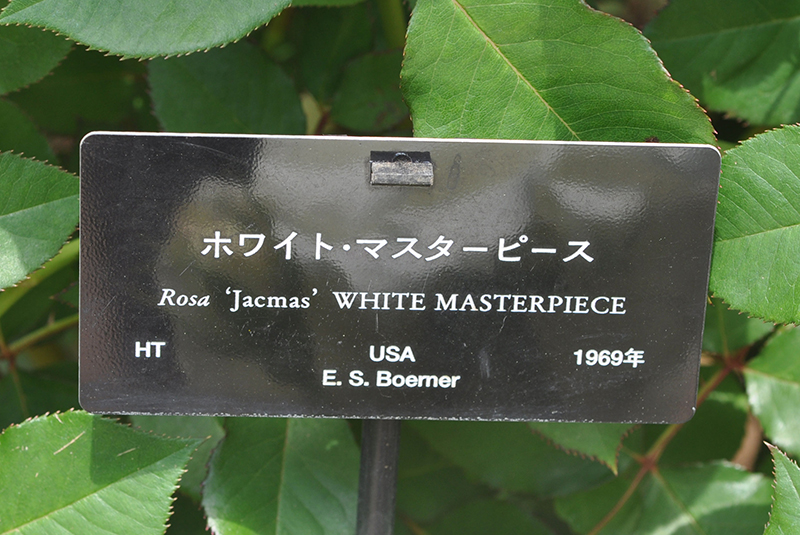 ホワイト・マスターピース
Rosa ‘Jacmas’ WHITE MASTERPIECE
HT USA 1969年
E. S. Boerner